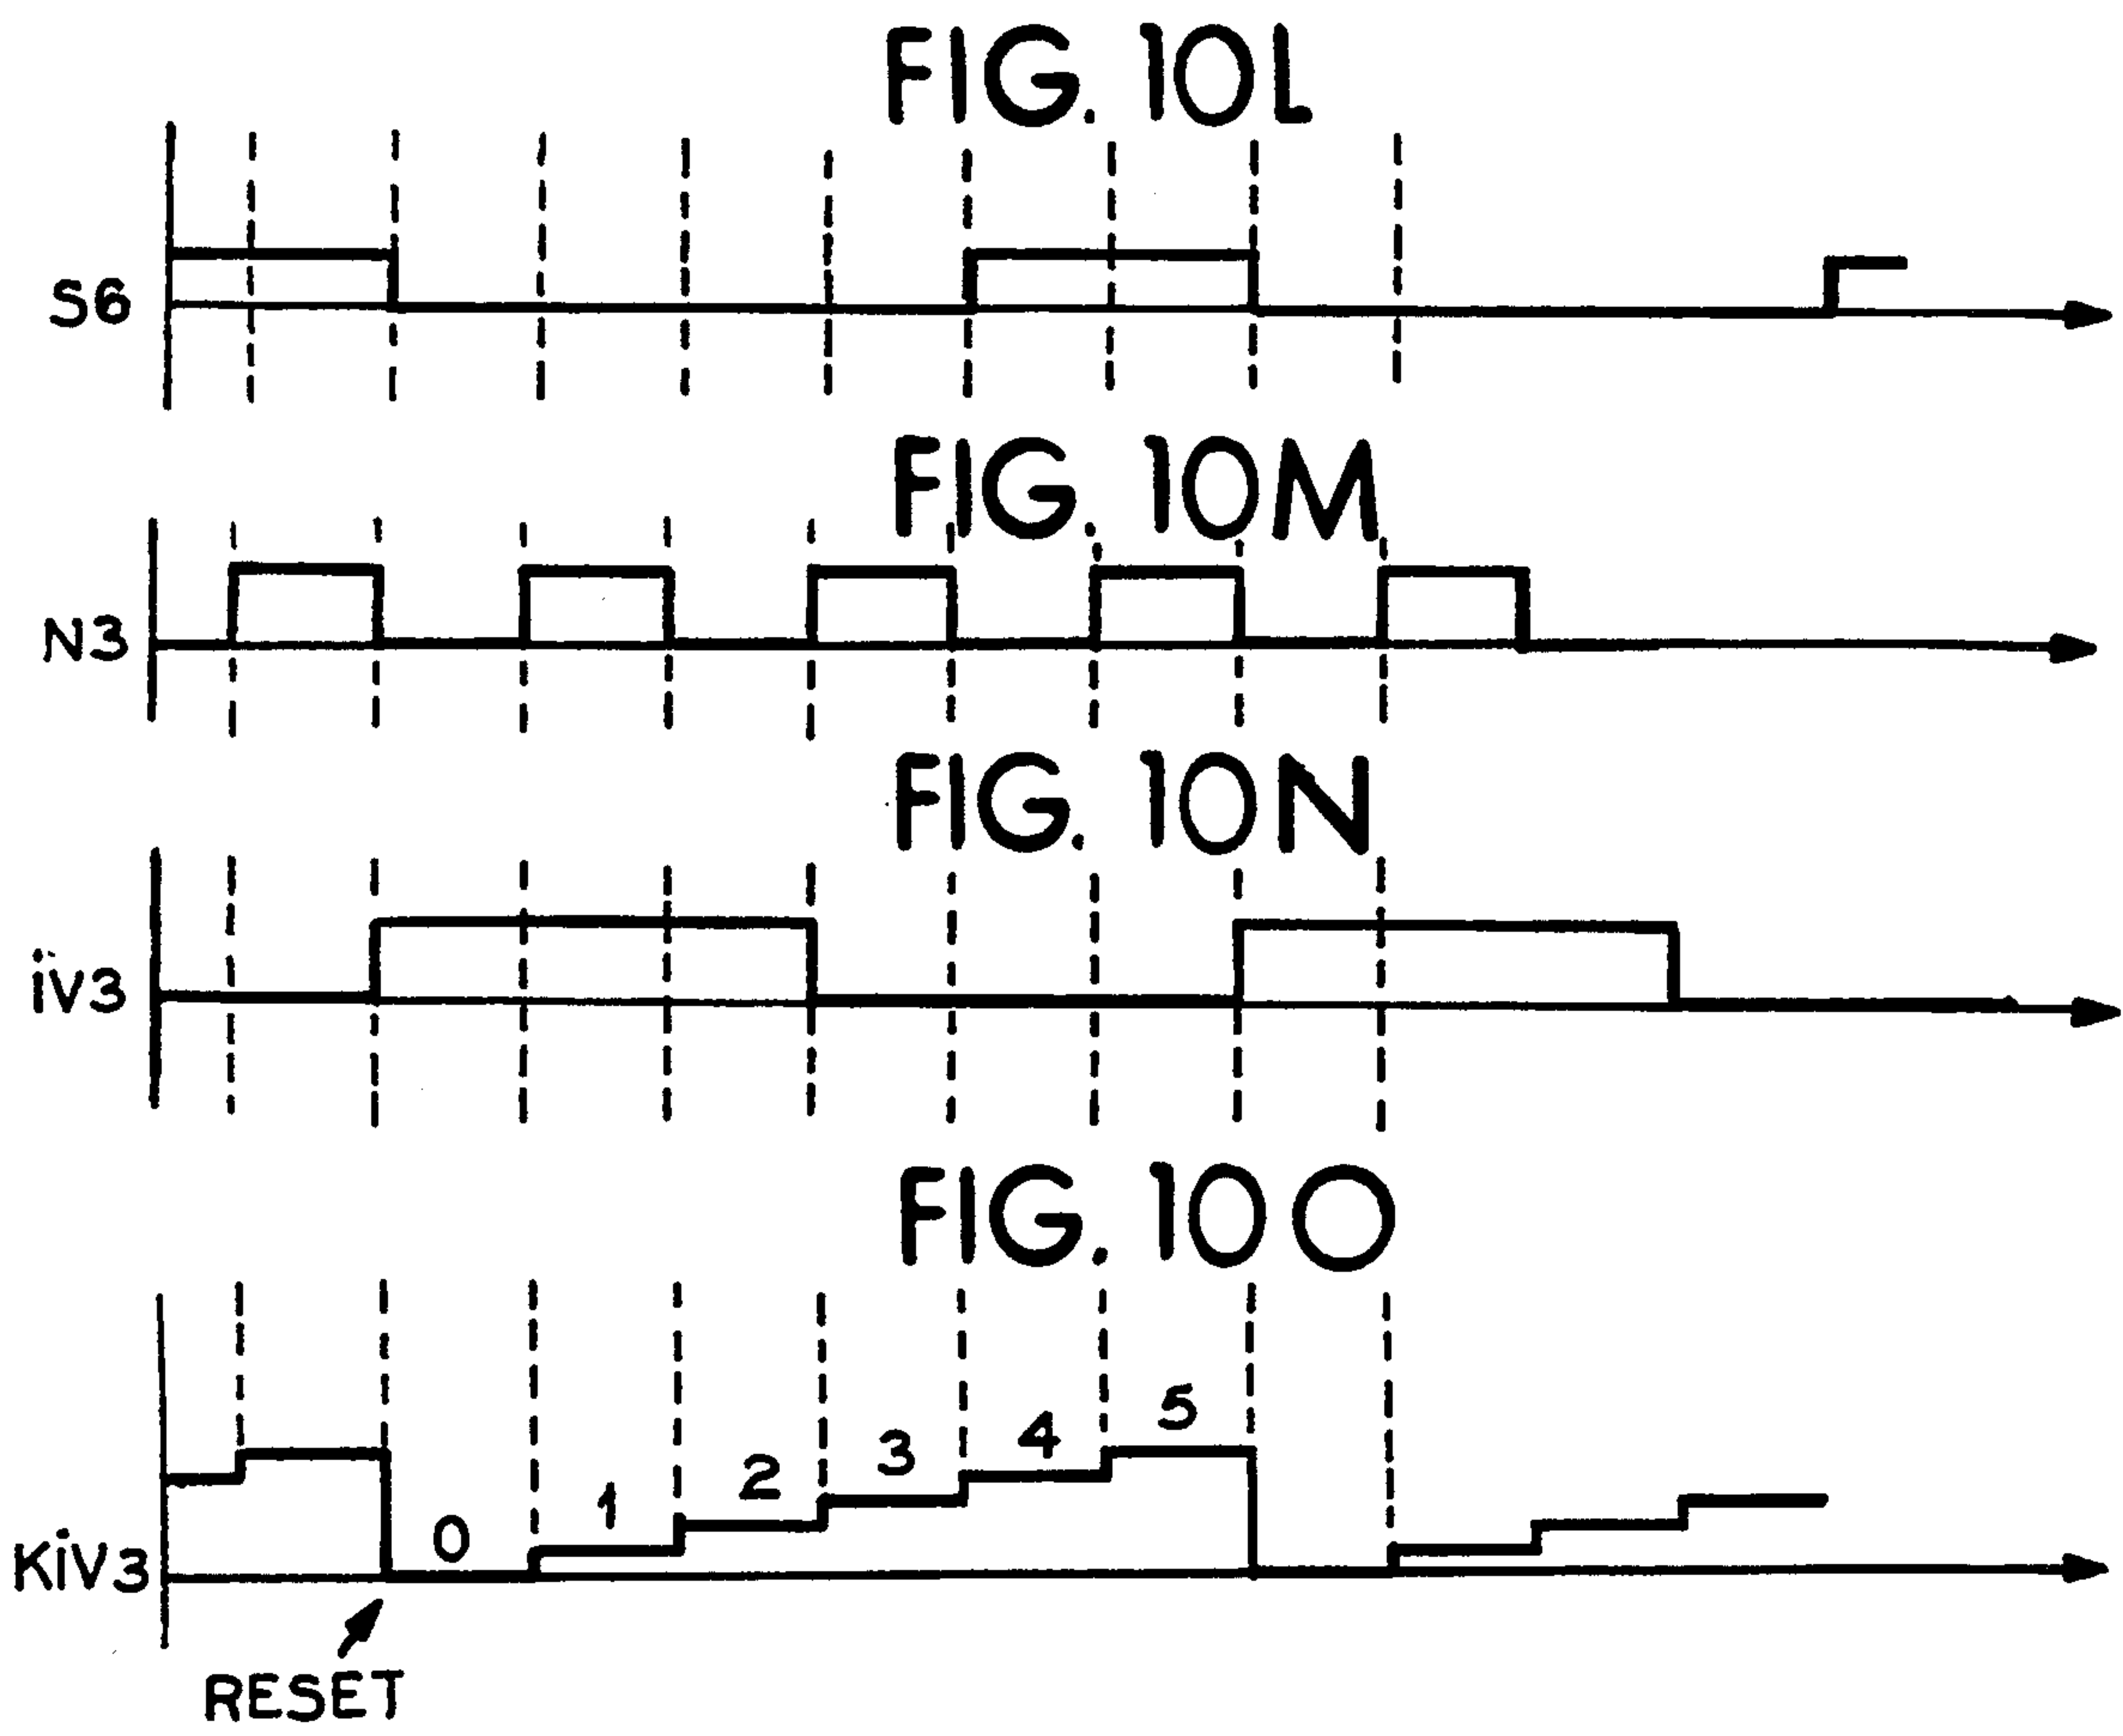 FIG. 10L
S6
FIG. 10M
N3
FIG. 10N
iv3
FIG. 10O
5
4
3
2
1
0
KiV3
RESET